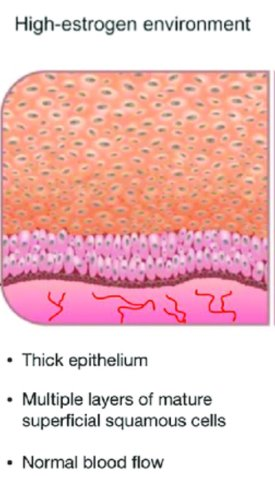 High-estrogen environment
• Thick epithelium
• Multiple layers of mature
superficial squamous cells
• Normal blood flow